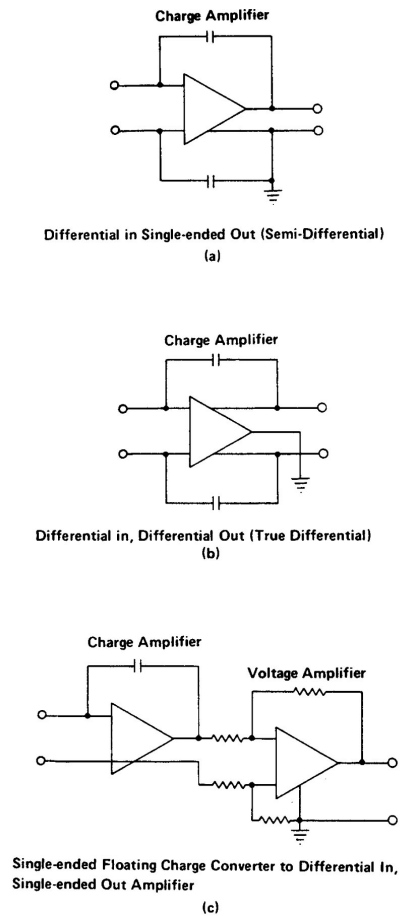 Charge Amplifier
Differential in Single-ended Out (Semi-Differential)
(a)
Charge Amplifier
Differential in, Differential Out (True Differential)
(b)
Charge Amplifier
Voltage Amplifier
Single-ended Floating Charge Converter to Differential In,
Single-ended Out Amplifier
(c)